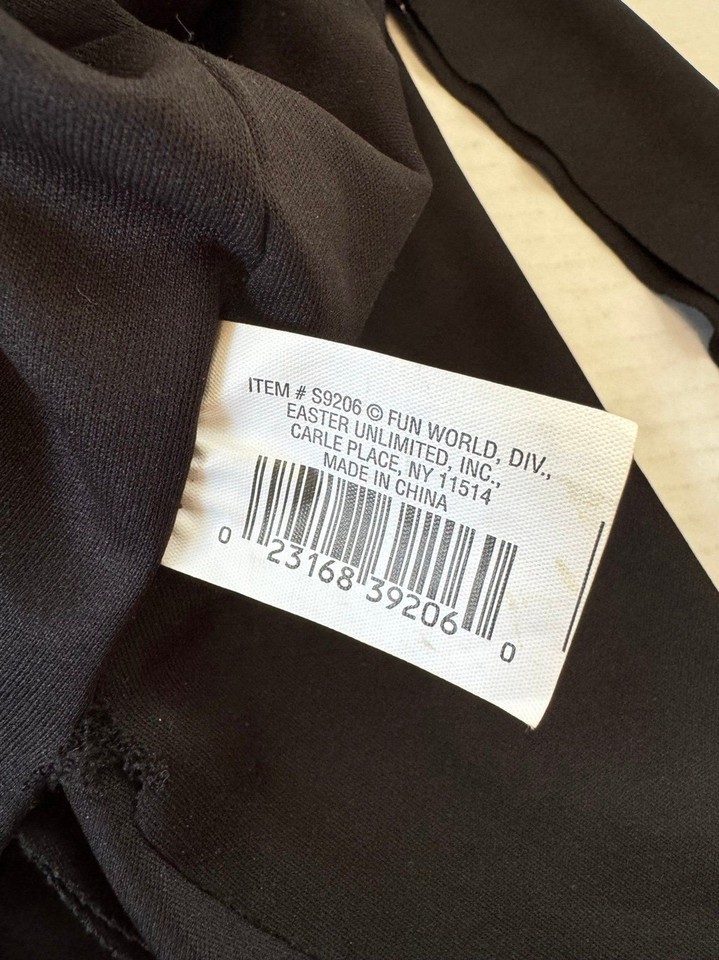 ITEM # S9206 © FUN WORLD, DIV.,
EASTER UNLIMITED, INC.,
CARLE PLACE, NY 11514
MADE IN CHINA
0 23168 39206 0